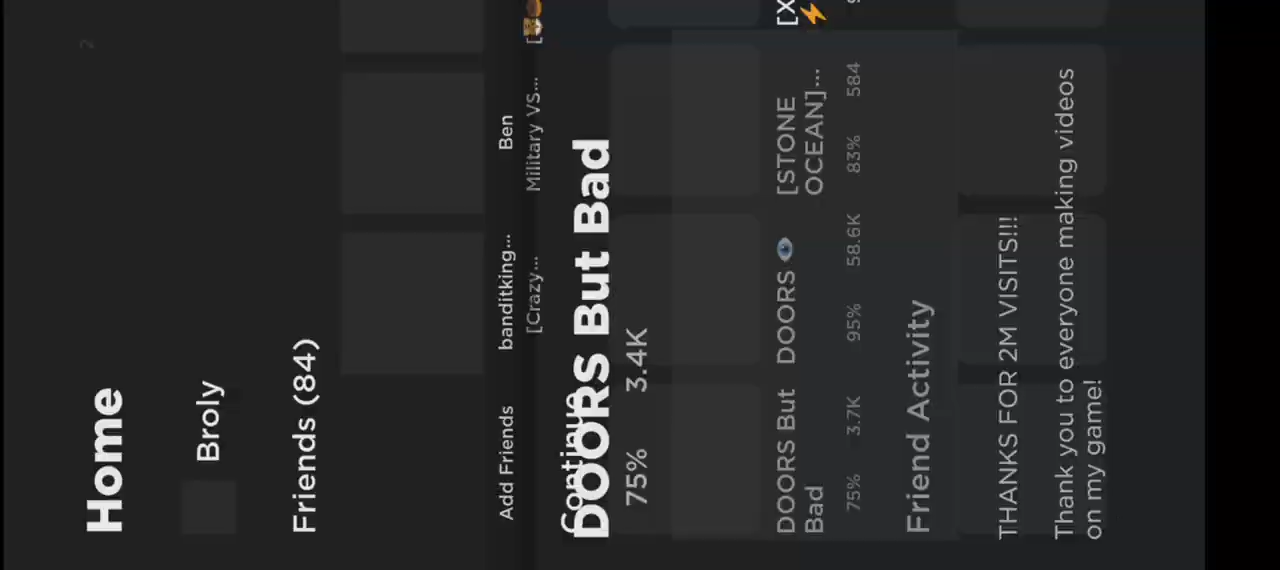 Home
Broly
Friends (84)
Add Friends
banditking...
[Crazy...
Ben
Military VS...
Continue
DOORS But Bad
75% 3.4K
DOORS But
Bad
75% 3.7K
DOORS 👁
95% 58.6K
[STONE
OCEAN]...
83% 584
[X
⚡
Friend Activity
THANKS FOR 2M VISITS!!!
Thank you to everyone making videos
on my game!